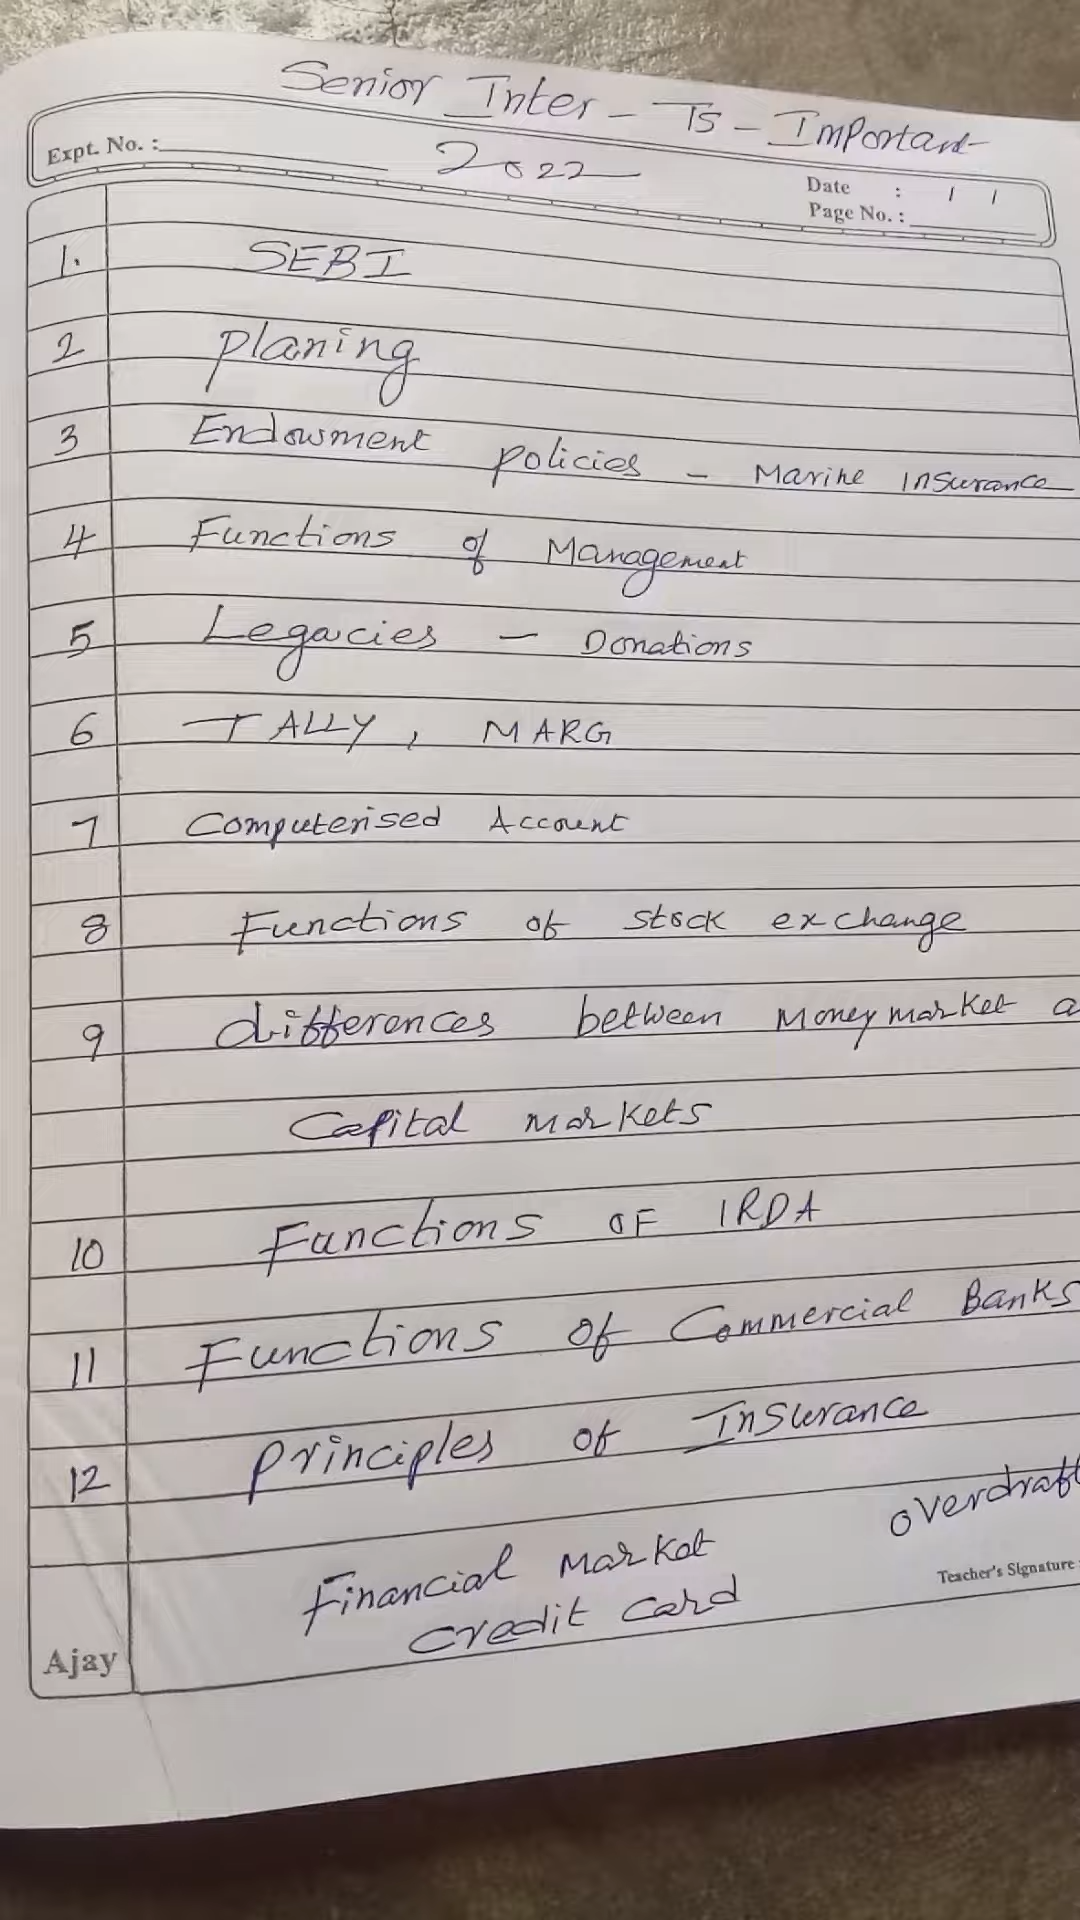 Senior Inter - TS - Important
2022
Expt. No. :
Date : / /
Page No. :
1. SEBI
2 planing
3 Endowment policies - Marine Insurance
4 Functions of Management
5 Legacies - Donations
6 TALLY, MARG
7 Computerised Account
8 Functions of stock exchange
9 differences between Money market a
Capital markets
10 Functions OF IRDA
11 Functions of Commercial Banks
12 principles of Insurance
overdraft
Financial Market
Credit Card
Teacher's Signature :
Ajay